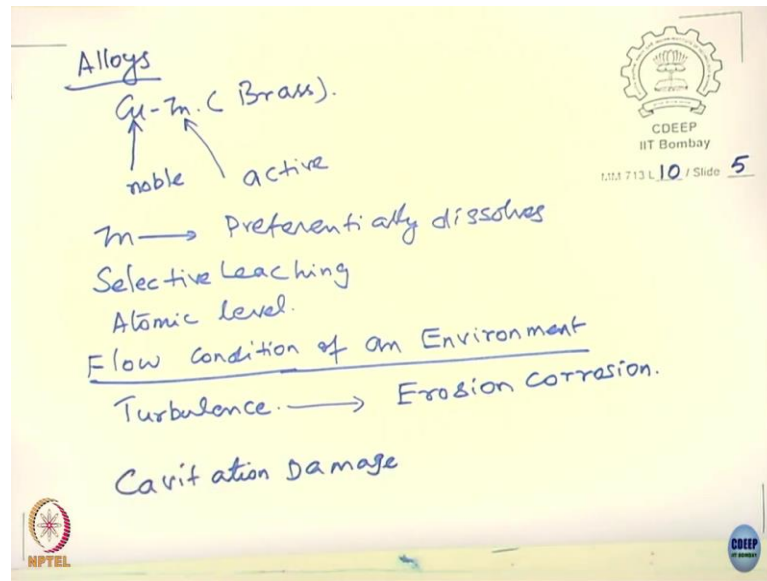 Alloys
Cu-Zn. ( Brass).
noble
active
Zn → Preferentially dissolves
Selective Leaching
Atomic level.
Flow condition of an Environment
Turbulence. → Erosion corrosion.
Cavitation Damage
CDEEP
IIT Bombay
MM 713 L 10 / Slide 5
NPTEL
CDEEP
IIT BOMBAY